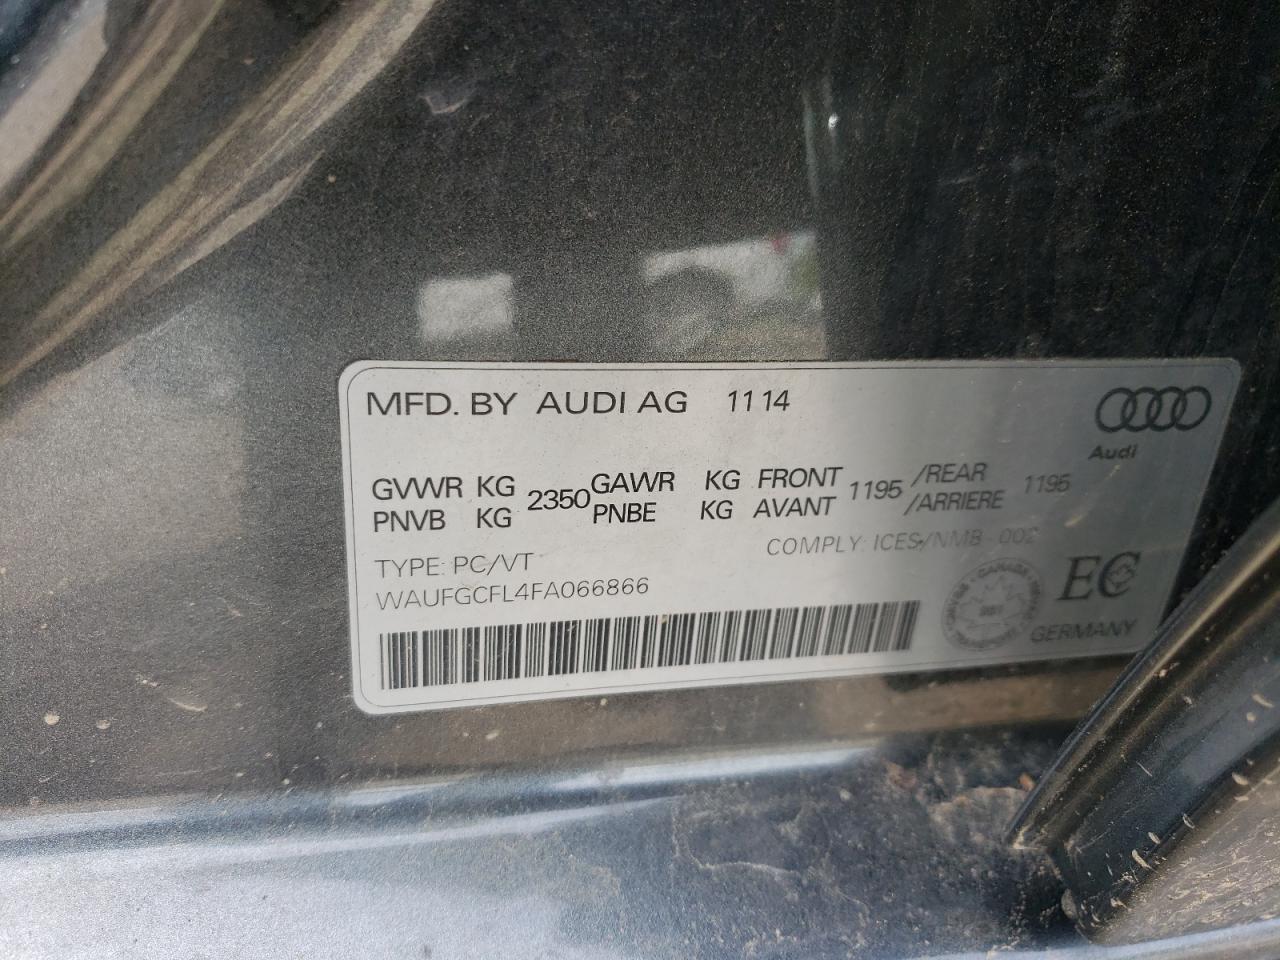 MFD. BY AUDI AG 11 14
Audi
GVWR KG 2350 GAWR KG FRONT 1195 /REAR 1195
PNVB KG PNBE KG AVANT /ARRIERE
COMPLY: ICES/NMB-002
TYPE: PC/VT
WAUFGCFL4FA066866
CANADA
EC
GERMANY